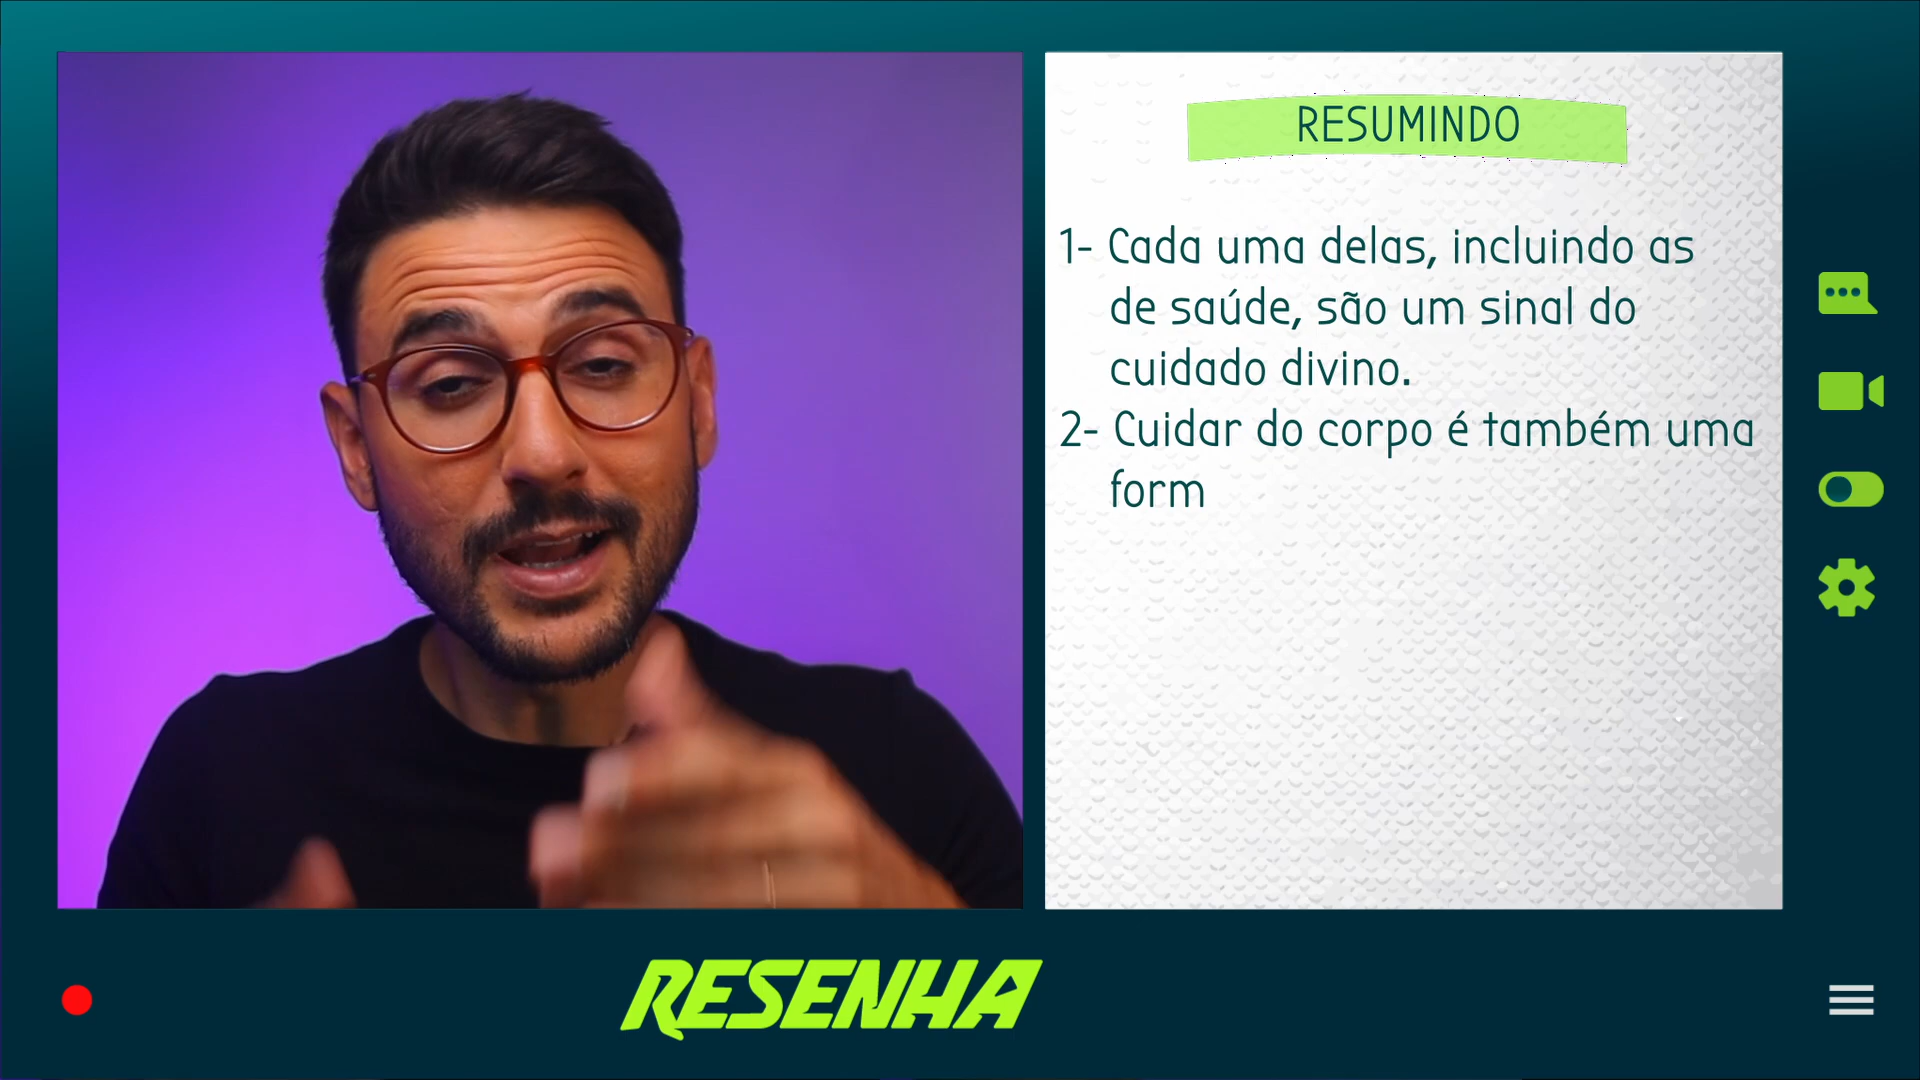 RESUMINDO
1- Cada uma delas, incluindo as
de saúde, são um sinal do
cuidado divino.
2- Cuidar do corpo é também uma
form
RESENHA